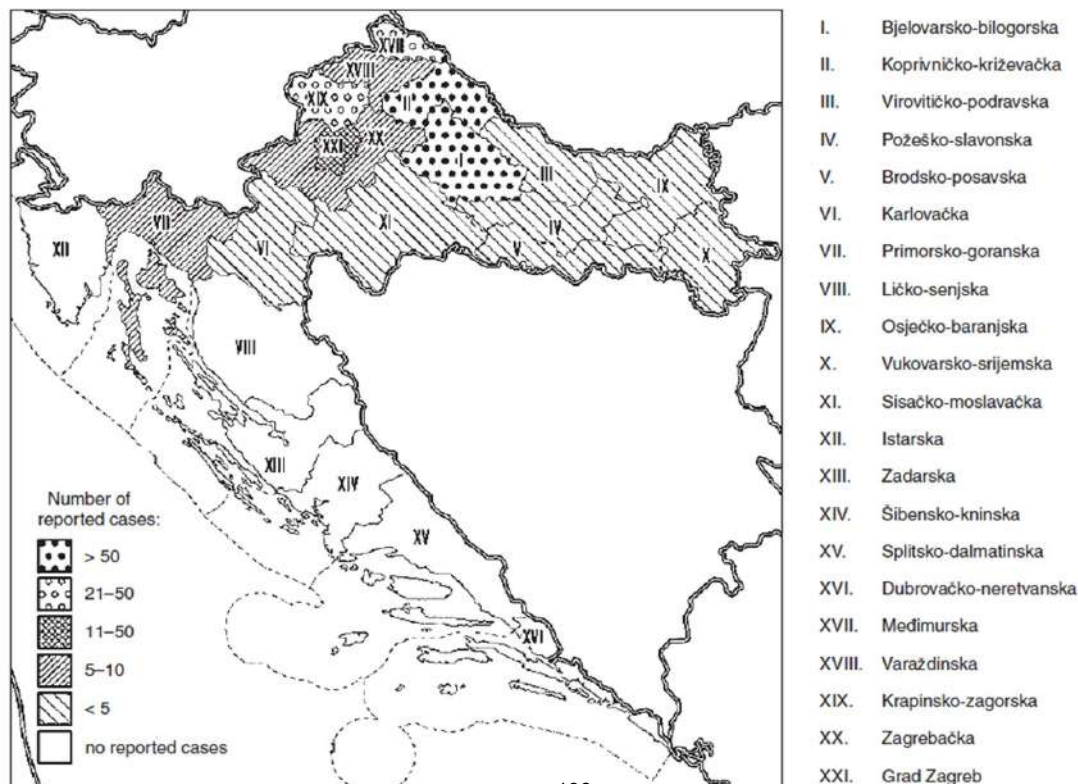 XVII
XVIII
XIX
II
XX
XXI
I
III
IX
VII
XI
IV
XII
VI
V
X
VIII
XIII
XIV
XV
XVI
Number of
reported cases:
> 50
21–50
11–50
5–10
< 5
no reported cases
I. Bjelovarsko-bilogorska
II. Koprivničko-križevačka
III. Virovitičko-podravska
IV. Požeško-slavonska
V. Brodsko-posavska
VI. Karlovačka
VII. Primorsko-goranska
VIII. Ličko-senjska
IX. Osječko-baranjska
X. Vukovarsko-srijemska
XI. Sisačko-moslavačka
XII. Istarska
XIII. Zadarska
XIV. Šibensko-kninska
XV. Splitsko-dalmatinska
XVI. Dubrovačko-neretvanska
XVII. Međimurska
XVIII. Varaždinska
XIX. Krapinsko-zagorska
XX. Zagrebačka
XXI. Grad Zagreb